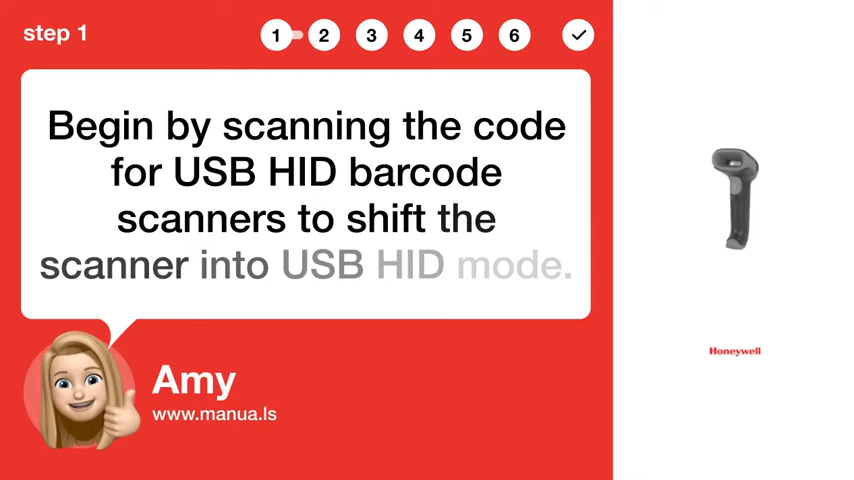 step 1
1 2 3 4 5 6
Begin by scanning the code
for USB HID barcode
scanners to shift the
scanner into USB HID mode.
Amy
www.manua.ls
Honeywell